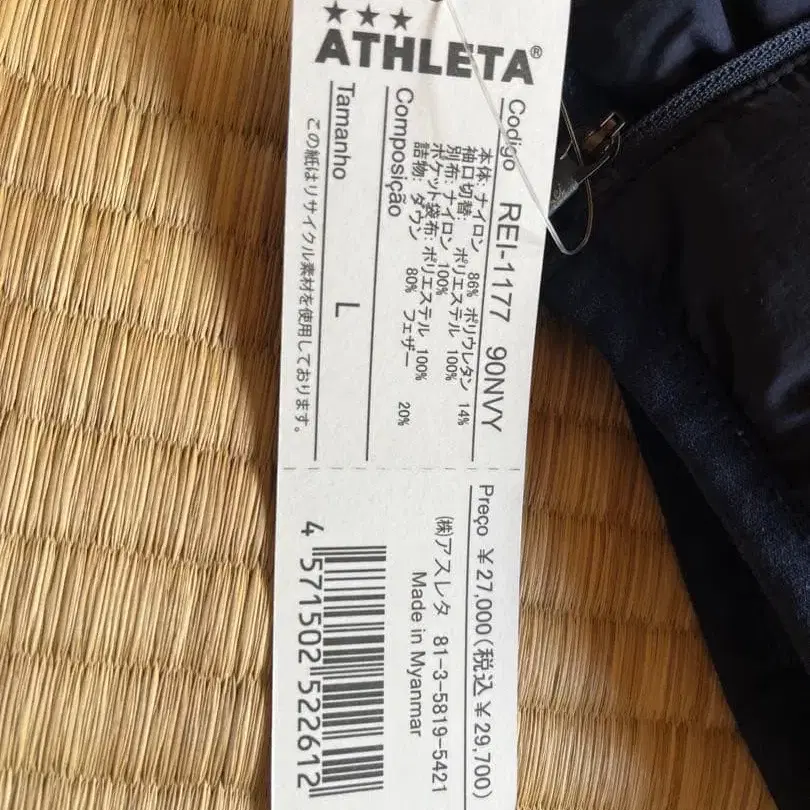 ★★★
ATHLETA®
Codigo REI-1177 90NVY
本体: ナイロン 86% ポリウレタン 14%
袖口切替: ポリエステル 100%
別布: ナイロン 100%
ポケット袋布: ポリエステル 100%
詰物: ダウン 80% フェザー 20%
Composição
Tamanho L
この紙はリサイクル素材を使用しております。
Preço ¥27,000(税込¥29,700)
㈱アスレタ 81-3-5819-5421
Made in Myanmar
4 571502 522612